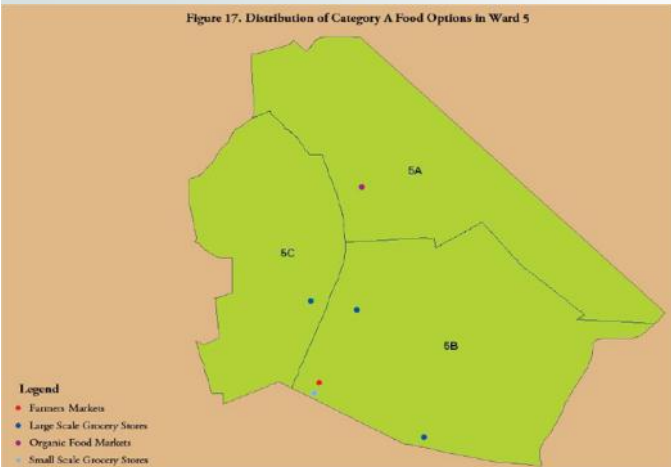 Figure 17. Distribution of Category A Food Options in Ward 5
5A
5C
5B
Legend
Farmers Markets
Large Scale Grocery Stores
Organic Food Markets
Small Scale Grocery Stores